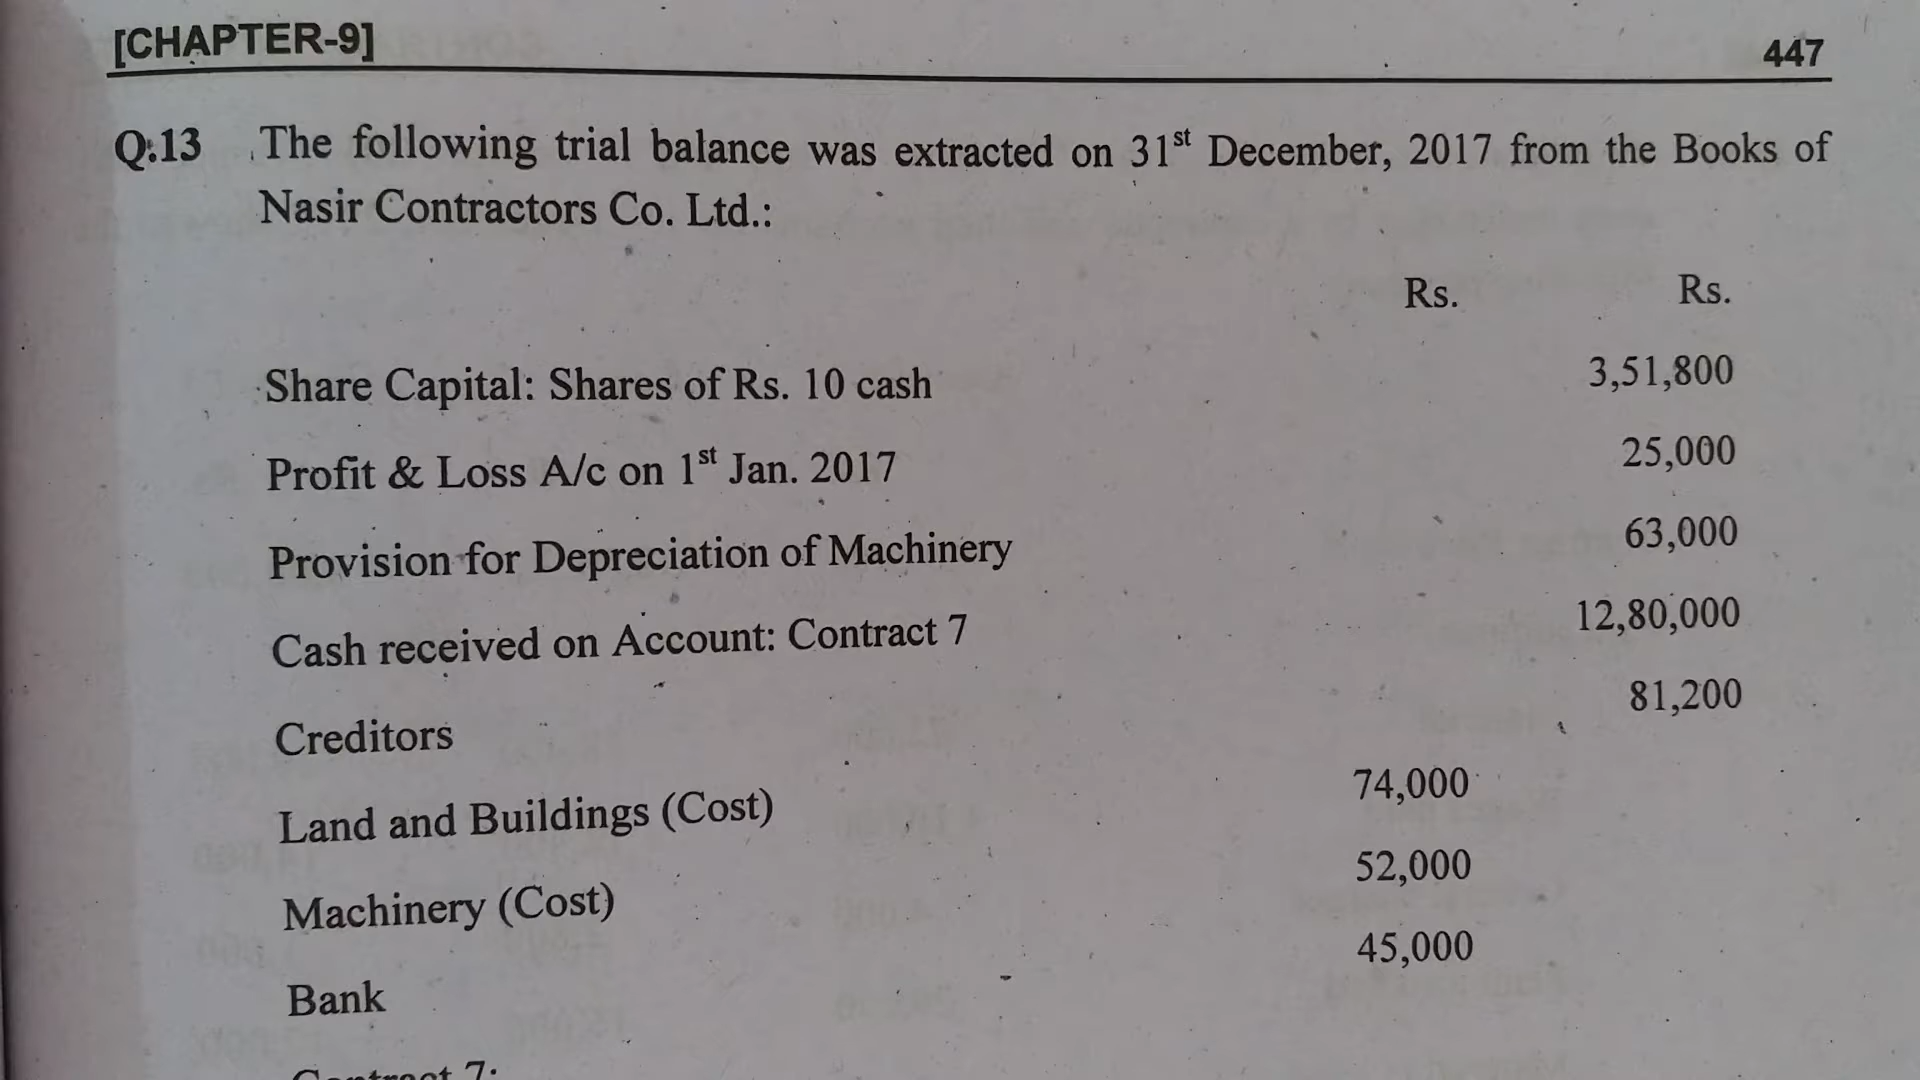 [CHAPTER-9] 447
Q:13 The following trial balance was extracted on 31st December, 2017 from the Books of
Nasir Contractors Co. Ltd.:
Rs. Rs.
Share Capital: Shares of Rs. 10 cash 3,51,800
Profit & Loss A/c on 1st Jan. 2017 25,000
Provision for Depreciation of Machinery 63,000
Cash received on Account: Contract 7 12,80,000
Creditors 81,200
Land and Buildings (Cost) 74,000
Machinery (Cost) 52,000
Bank 45,000
Contract 7: